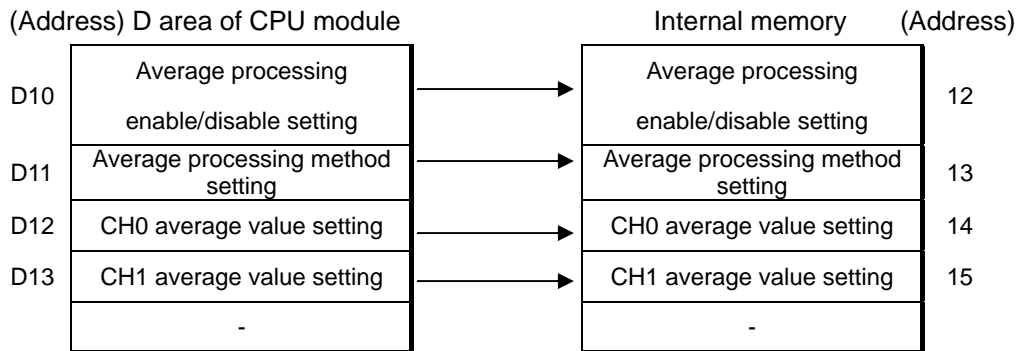 (Address) D area of CPU module Internal memory (Address)
D10 Average processing enable/disable setting Average processing enable/disable setting 12
D11 Average processing method setting Average processing method setting 13
D12 CH0 average value setting CH0 average value setting 14
D13 CH1 average value setting CH1 average value setting 15
- -